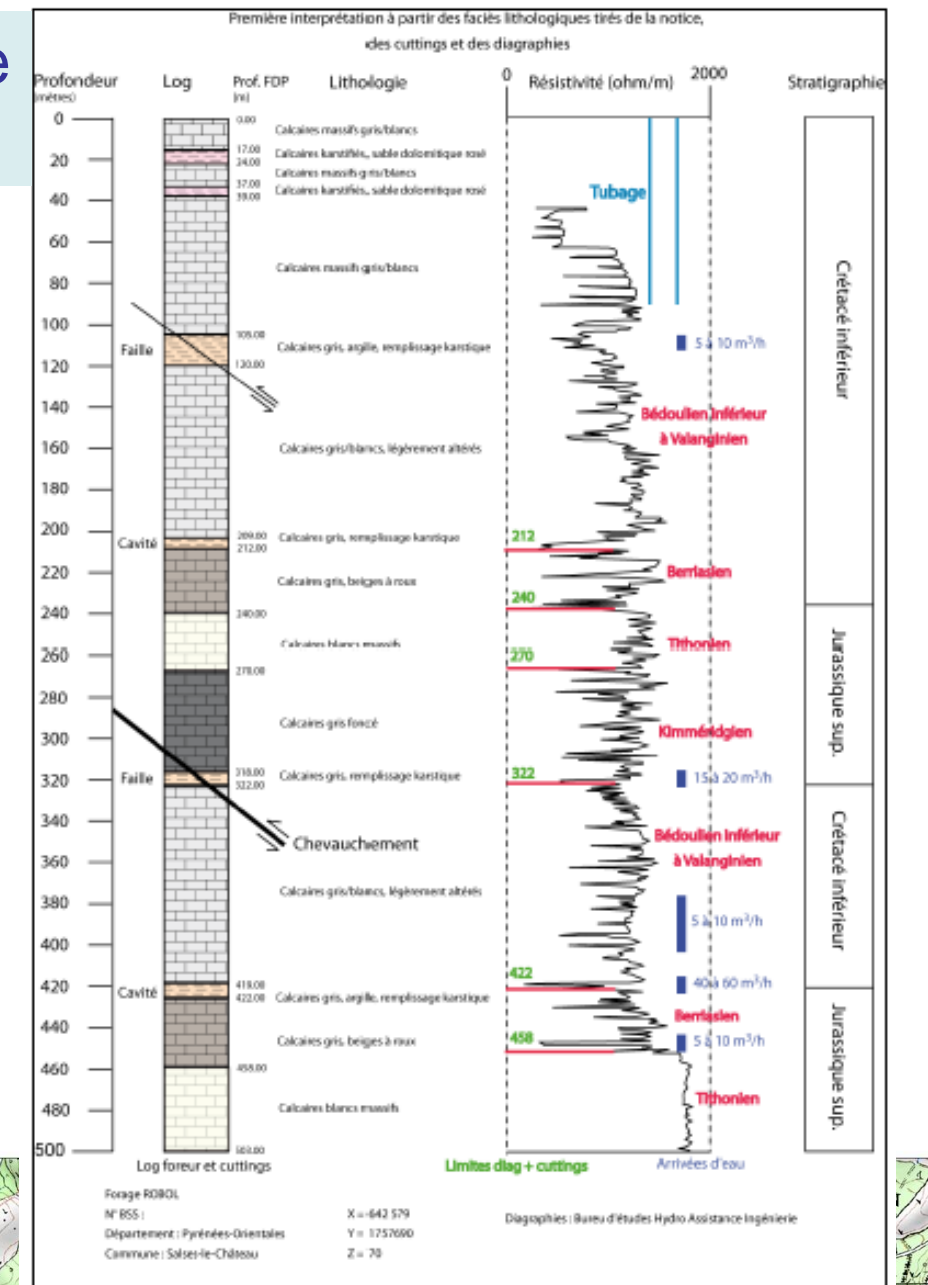 e
Première interprétation à partir des faciès lithologiques tirés de la notice,
des cuttings et des diagraphies
Profondeur
(mètres)
Log
Prof. FDP
(m)
Lithologie
0
Résistivité (ohm/m)
2000
Stratigraphie
0
20
40
60
80
100
120
140
160
180
200
220
240
260
280
300
320
340
360
380
400
420
440
460
480
500
Faille
Cavité
Faille
Cavité
0.00
17.00
24.00
37.00
39.00
105.00
120.00
209.00
212.00
240.00
270.00
318.00
322.00
419.00
422.00
458.00
503.00
Calcaires massifs gris/blancs
Calcaires karstifiés,, sable dolomitique rosé
Calcaires massifs gris/blancs
Calcaires karstifiés,, sable dolomitique rosé
Calcaires massifs gris/blancs
Calcaires gris, argille, remplissage karstique
Calcaires gris/blancs, légèrement altérés
Calcaires gris, remplissage karstique
Calcaires gris, beiges à roux
Calcaires blancs massifs
Calcaires gris foncé
Calcaires gris, remplissage karstique
Chevauchement
Calcaires gris/blancs, légèrement altérés
Calcaires gris, argille, remplissage karstique
Calcaires gris, beiges à roux
Calcaires blancs massifs
Tubage
5 à 10 m³/h
Bédoulien Inférieur
à Valanginien
212
Berriasien
240
Tithonien
270
Kimméridgien
322
15 à 20 m³/h
Bédoulien Inférieur
à Valanginien
5 à 10 m³/h
422
40 à 60 m³/h
Berriasien
458
5 à 10 m³/h
Tithonien
Crétacé inférieur
Jurassique sup.
Crétacé inférieur
Jurassique sup.
Log foreur et cuttings
Limites diag + cuttings
Arrivées d'eau
Forage ROBOL
N° BSS :
Département : Pyrénées-Orientales
Commune : Salses-le-Château
X = 642 579
Y = 1757690
Z = 70
Diagraphies : Bureu d'études Hydro Assistance Ingénierie